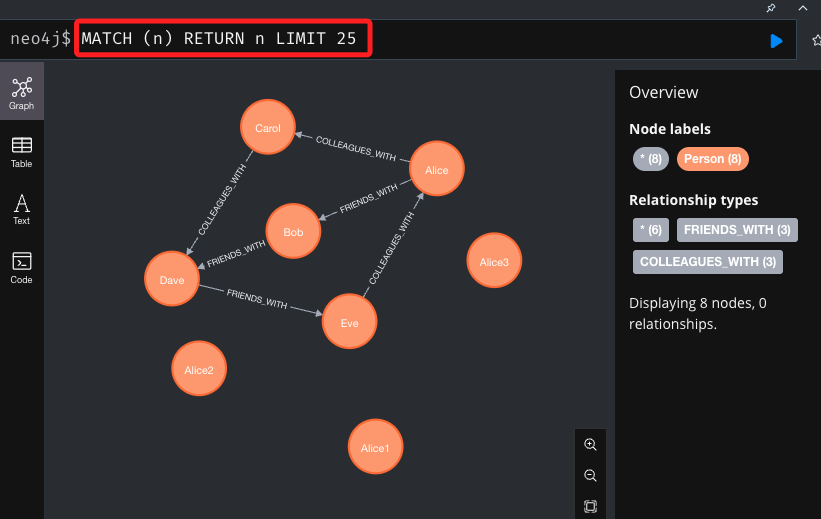 neo4j$ MATCH (n) RETURN n LIMIT 25
Graph
Table
Text
Code
Carol
COLLEAGUES_WITH
Alice
COLLEAGUES_WITH
FRIENDS_WITH
Bob
COLLEAGUES_WITH
FRIENDS_WITH
Alice3
Dave
FRIENDS_WITH
Eve
Alice2
Alice1
Overview
Node labels
* (8) Person (8)
Relationship types
* (6) FRIENDS_WITH (3)
COLLEAGUES_WITH (3)
Displaying 8 nodes, 0
relationships.